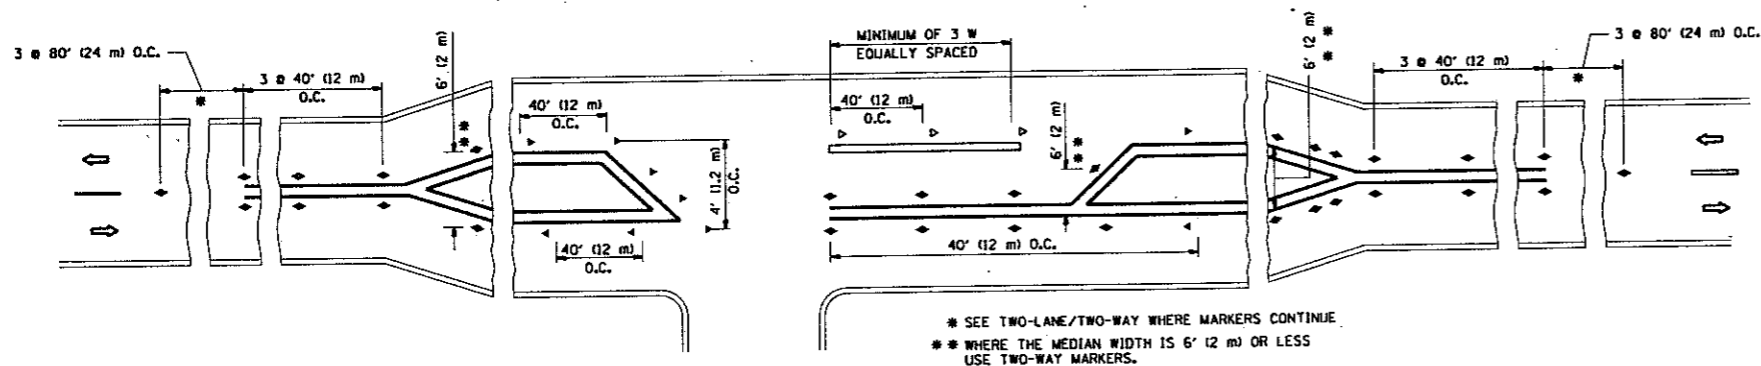 3 @ 80' (24 m) O.C.
3 @ 40' (12 m)
O.C.
*
6' (2 m)
**
40' (12 m)
O.C.
4' (1.2 m)
O.C.
40' (12 m)
O.C.
MINIMUM OF 3 W
EQUALLY SPACED
40' (12 m)
O.C.
6' (2 m)
**
40' (12 m) O.C.
6' (2 m)
**
3 @ 40' (12 m)
O.C.
*
3 @ 80' (24 m) O.C.
* SEE TWO-LANE/TWO-WAY WHERE MARKERS CONTINUE
** WHERE THE MEDIAN WIDTH IS 6' (2 m) OR LESS
USE TWO-WAY MARKERS.